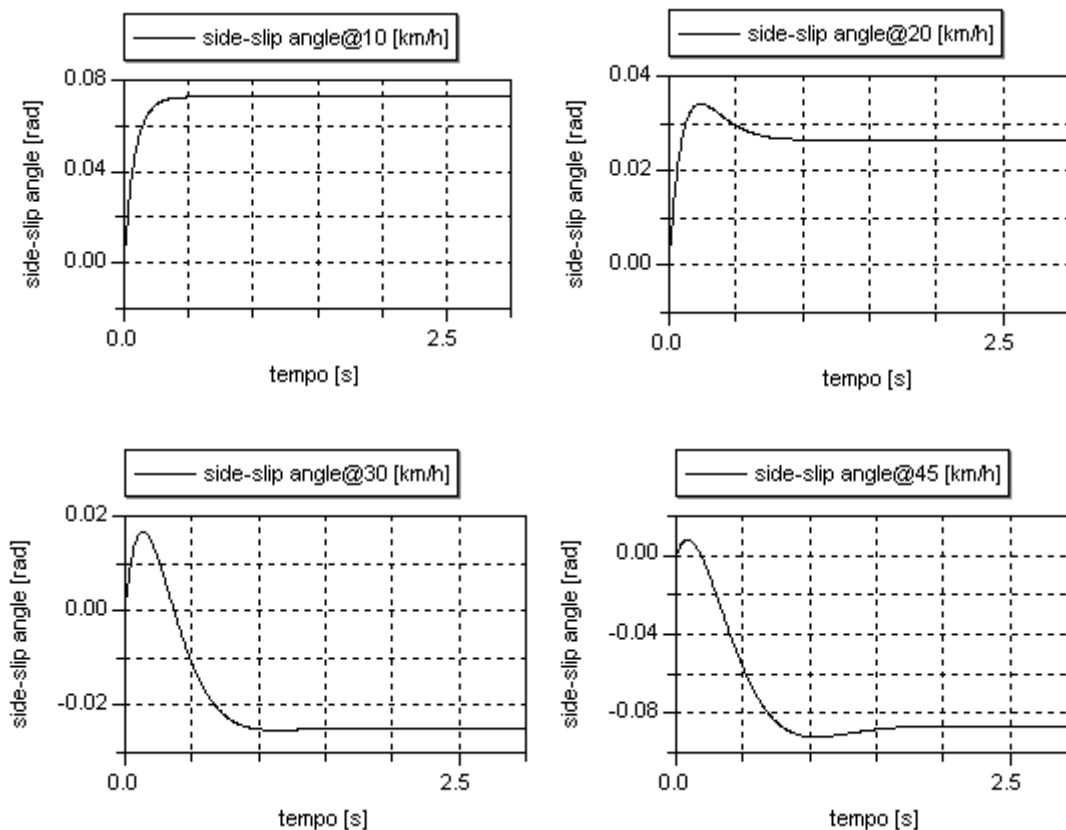 side-slip angle@10 [km/h]
0.08
0.04
0.00
side-slip angle [rad]
0.0
2.5
tempo [s]
side-slip angle@20 [km/h]
0.04
0.02
0.00
side-slip angle [rad]
0.0
2.5
tempo [s]
side-slip angle@30 [km/h]
0.02
0.00
-0.02
side-slip angle [rad]
0.0
2.5
tempo [s]
side-slip angle@45 [km/h]
0.00
-0.04
-0.08
side-slip angle [rad]
0.0
2.5
tempo [s]